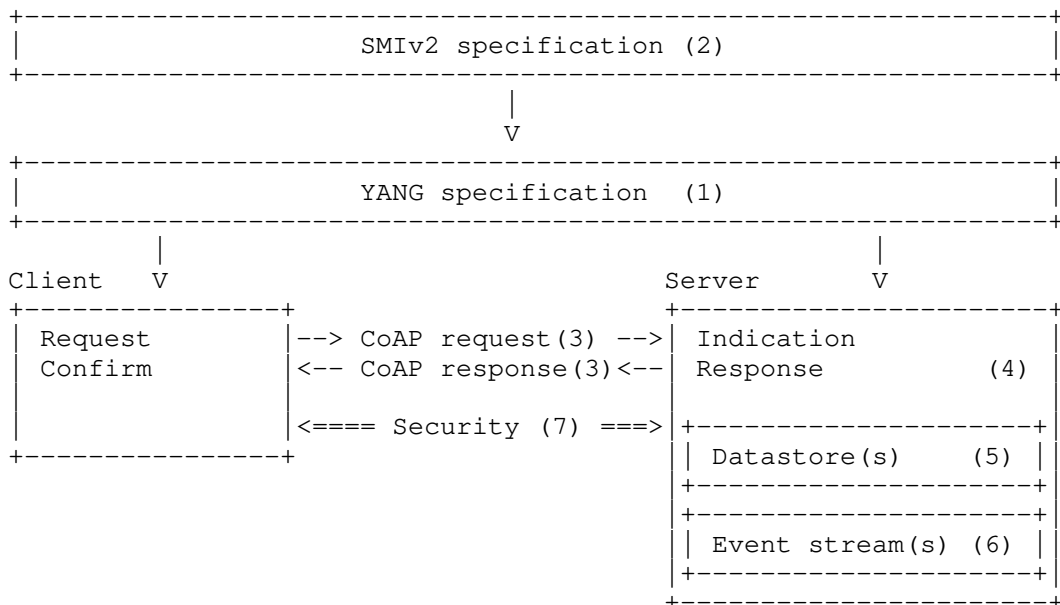 SMIv2 specification (2)
V
YANG specification (1)
Client V Server V
Request --> CoAP request(3) --> Indication
Confirm <-- CoAP response(3)<-- Response (4)
<==== Security (7) ===>
Datastore(s) (5)
Event stream(s) (6)